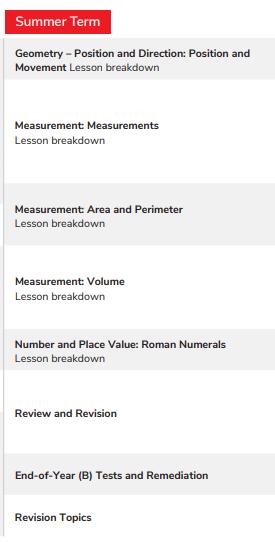 Summer Term
Geometry – Position and Direction: Position and
Movement Lesson breakdown
Measurement: Measurements
Lesson breakdown
Measurement: Area and Perimeter
Lesson breakdown
Measurement: Volume
Lesson breakdown
Number and Place Value: Roman Numerals
Lesson breakdown
Review and Revision
End-of-Year (B) Tests and Remediation
Revision Topics